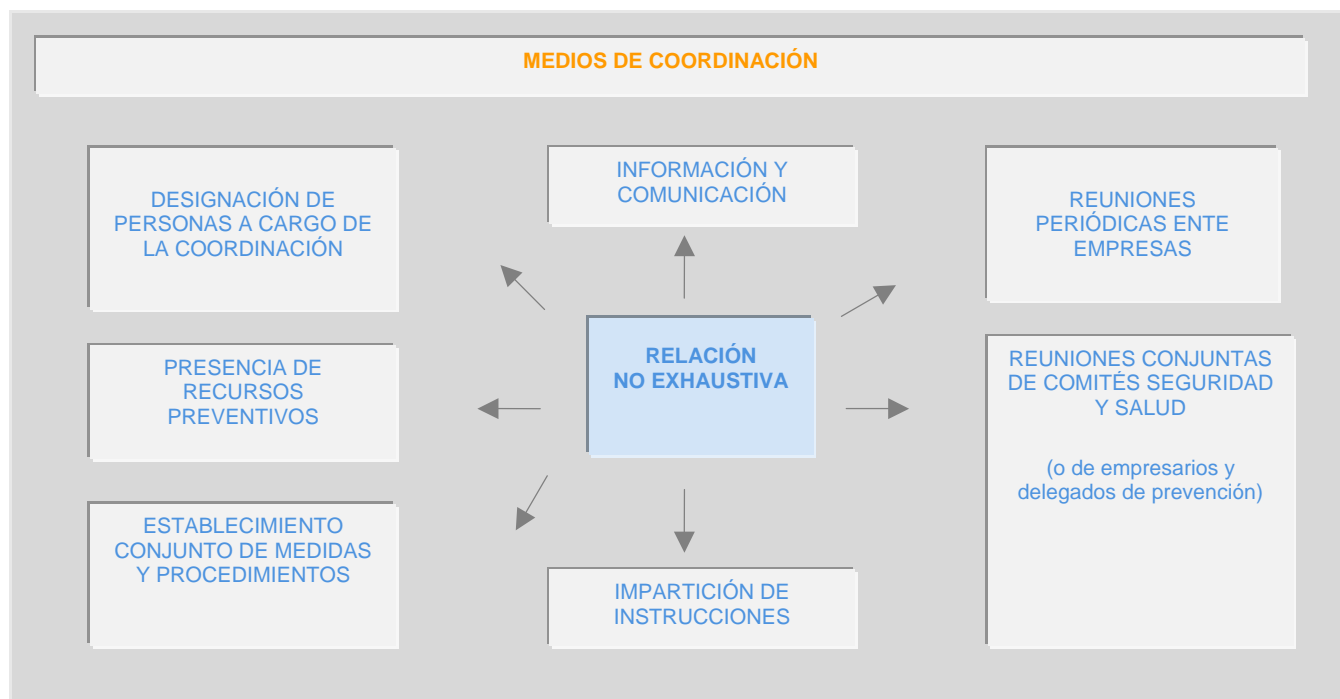 MEDIOS DE COORDINACIÓN
DESIGNACIÓN DE
PERSONAS A CARGO DE
LA COORDINACIÓN
INFORMACIÓN Y
COMUNICACIÓN
REUNIONES
PERIÓDICAS ENTE
EMPRESAS
PRESENCIA DE
RECURSOS
PREVENTIVOS
RELACIÓN
NO EXHAUSTIVA
REUNIONES CONJUNTAS
DE COMITÉS SEGURIDAD
Y SALUD
(o de empresarios y
delegados de prevención)
ESTABLECIMIENTO
CONJUNTO DE MEDIDAS
Y PROCEDIMIENTOS
IMPARTICIÓN DE
INSTRUCCIONES